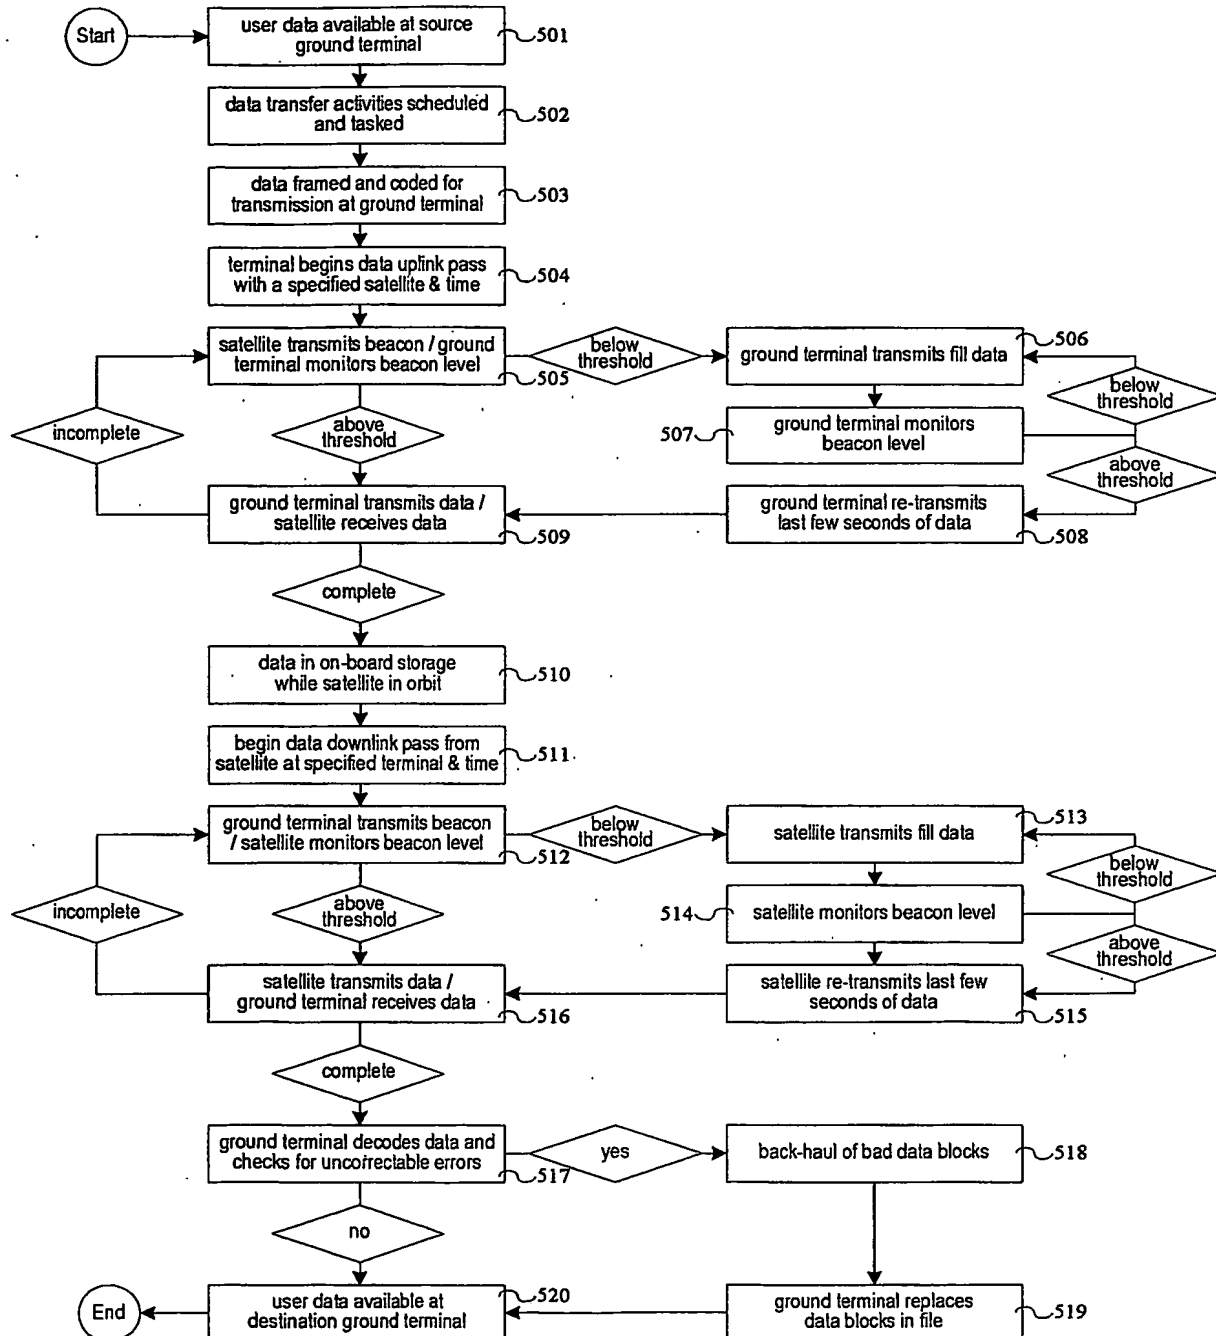 Start
user data available at source
ground terminal
501
data transfer activities scheduled
and tasked
502
data framed and coded for
transmission at ground terminal
503
terminal begins data uplink pass
with a specified satellite & time
504
satellite transmits beacon / ground
terminal monitors beacon level
505
below
threshold
ground terminal transmits fill data
506
below
threshold
incomplete
above
threshold
507
ground terminal monitors
beacon level
above
threshold
ground terminal transmits data /
satellite receives data
509
ground terminal re-transmits
last few seconds of data
508
complete
data in on-board storage
while satellite in orbit
510
begin data downlink pass from
satellite at specified terminal & time
511
ground terminal transmits beacon
/ satellite monitors beacon level
512
below
threshold
satellite transmits fill data
513
below
threshold
incomplete
above
threshold
514
satellite monitors beacon level
above
threshold
satellite transmits data /
ground terminal receives data
516
satellite re-transmits last few
seconds of data
515
complete
ground terminal decodes data and
checks for uncorrectable errors
517
yes
back-haul of bad data blocks
518
no
End
user data available at
destination ground terminal
520
ground terminal replaces
data blocks in file
519